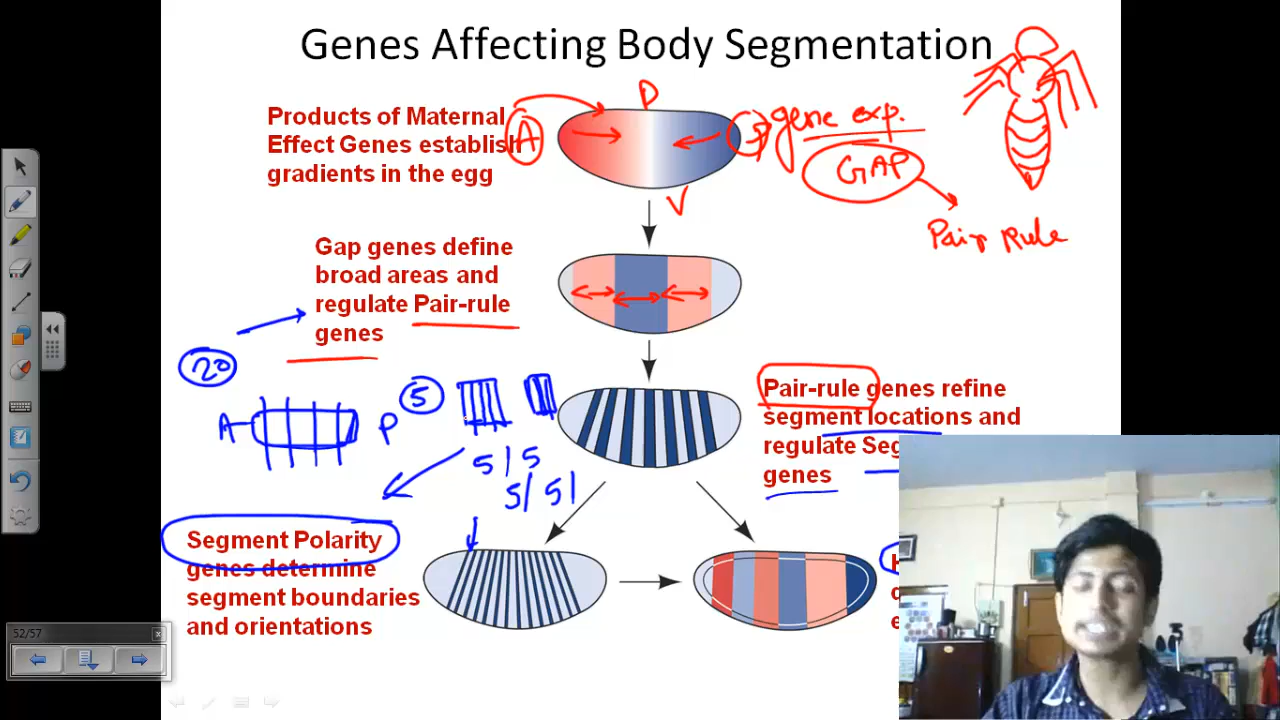 Genes Affecting Body Segmentation
Products of Maternal
Effect Genes establish
gradients in the egg
A
D
V
gene exp.
GAP
Pair Rule
Gap genes define
broad areas and
regulate Pair-rule
genes
20
A
P
5
5 / 5
5 / 5 /
Pair-rule genes refine
segment locations and
regulate Seg
genes
Segment Polarity
genes determine
segment boundaries
and orientations
52/57